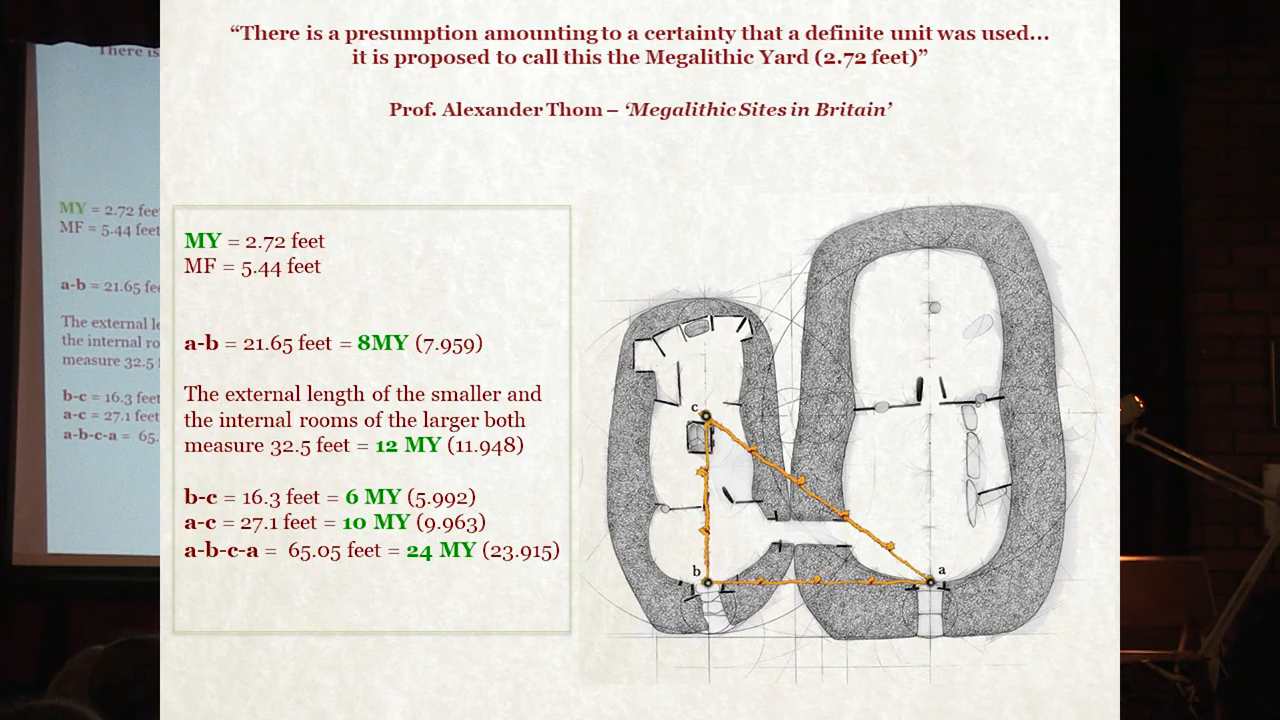 “There is a presumption amounting to a certainty that a definite unit was used...
it is proposed to call this the Megalithic Yard (2.72 feet)”
Prof. Alexander Thom – ‘Megalithic Sites in Britain’
MY = 2.72 feet
MF = 5.44 feet
a-b = 21.65 feet = 8MY (7.959)
The external length of the smaller and
the internal rooms of the larger both
measure 32.5 feet = 12 MY (11.948)
b-c = 16.3 feet = 6 MY (5.992)
a-c = 27.1 feet = 10 MY (9.963)
a-b-c-a = 65.05 feet = 24 MY (23.915)
c
b
a
There is
MY = 2.72 fee
MF = 5.44 feet
a-b = 21.65 fe
The external le
the internal ro
measure 32.5
b-c = 16.3 feet
a-c = 27.1 feet
a-b-c-a = 65.